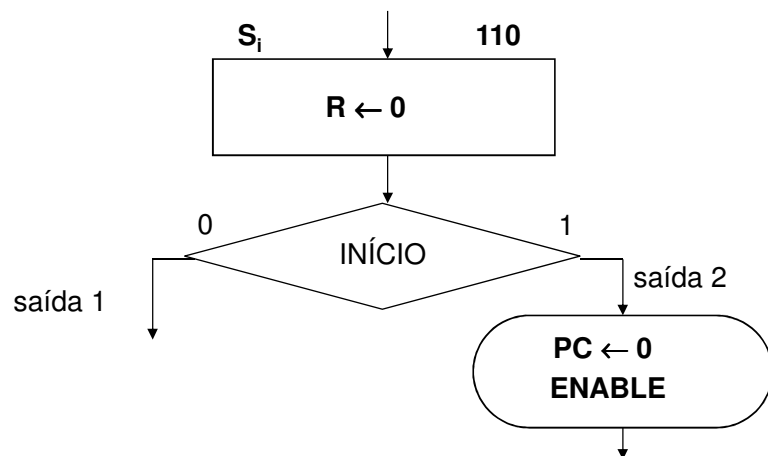 Si 110
R ← 0
0 1
INÍCIO
saída 1
saída 2
PC ← 0
ENABLE